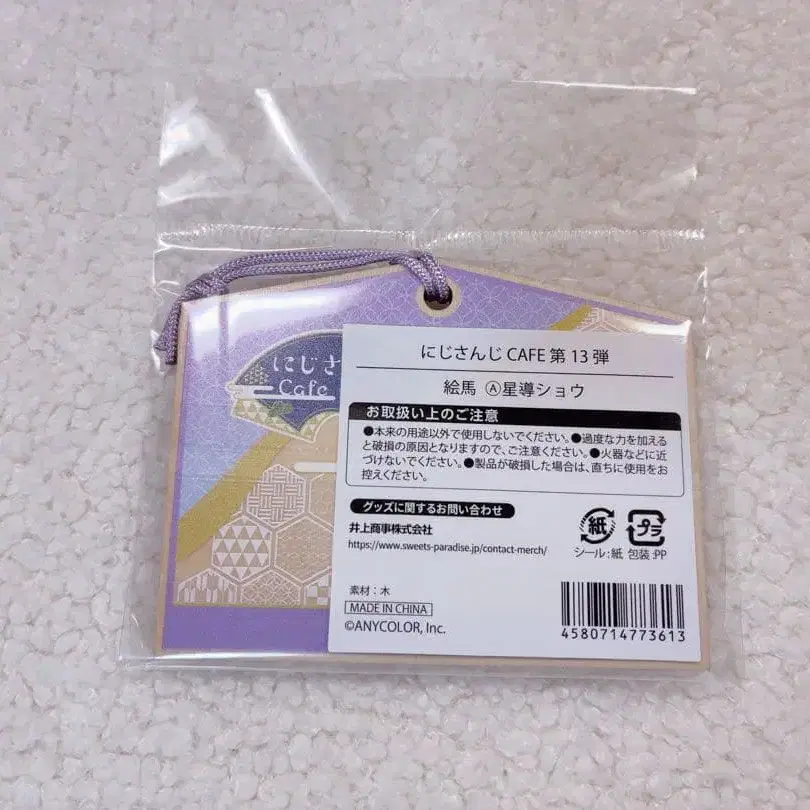 にじさ
Cafe
にじさんじ CAFE 第 13 弾
絵馬 Ⓐ星導ショウ
お取扱い上のご注意
●本来の用途以外で使用しないでください。●過度な力を加える
と破損の原因となりますので、ご注意ください。●火器などに近
づけないでください。●製品が破損した場合は、直ちに使用をお
控えください。
グッズに関するお問い合わせ
井上商事株式会社
https://www.sweets-paradise.jp/contact-merch/
紙 プラ
シール:紙 包装:PP
素材:木
MADE IN CHINA
©ANYCOLOR, Inc.
4580714773613